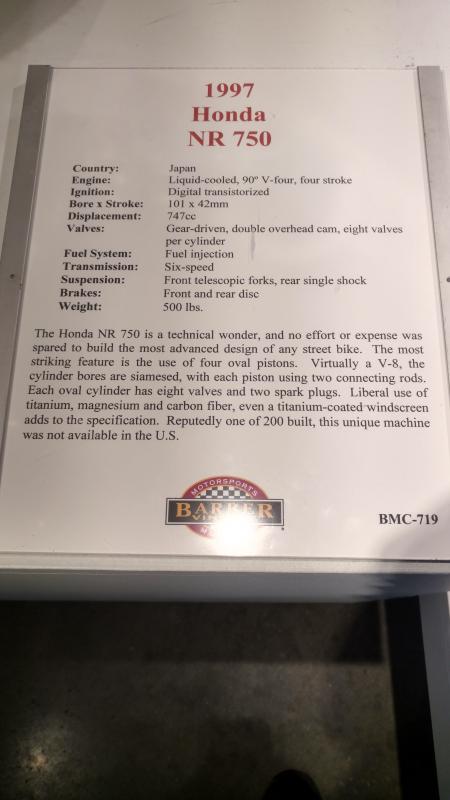 1997
Honda
NR 750
Country: Japan
Engine: Liquid-cooled, 90º V-four, four stroke
Ignition: Digital transistorized
Bore x Stroke: 101 x 42mm
Displacement: 747cc
Valves: Gear-driven, double overhead cam, eight valves
per cylinder
Fuel System: Fuel injection
Transmission: Six-speed
Suspension: Front telescopic forks, rear single shock
Brakes: Front and rear disc
Weight: 500 lbs.
The Honda NR 750 is a technical wonder, and no effort or expense was
spared to build the most advanced design of any street bike. The most
striking feature is the use of four oval pistons. Virtually a V-8, the
cylinder bores are siamesed, with each piston using two connecting rods.
Each oval cylinder has eight valves and two spark plugs. Liberal use of
titanium, magnesium and carbon fiber, even a titanium-coated windscreen
adds to the specification. Reputedly one of 200 built, this unique machine
was not available in the U.S.
MOTORSPORTS
BARBER
BMC-719